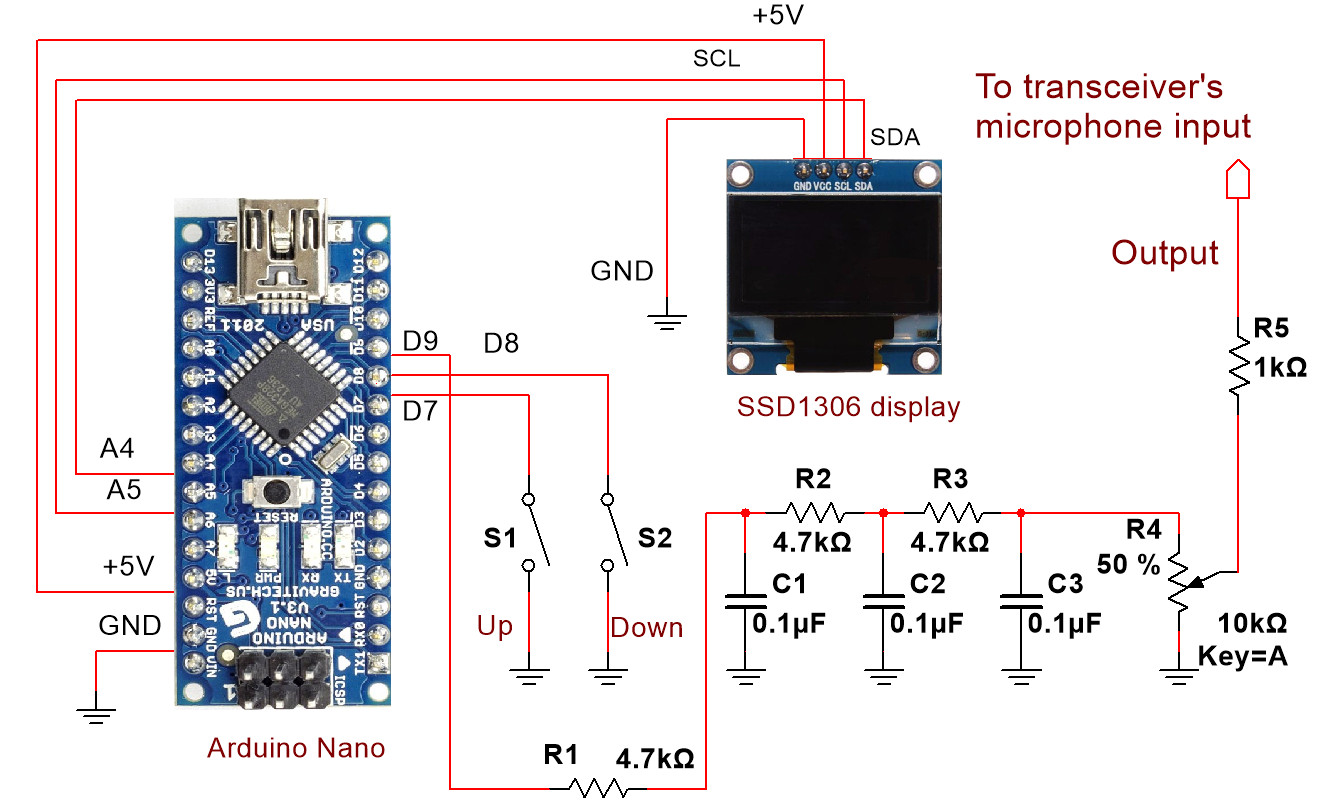 +5V
SCL
SDA
To transceiver's
microphone input
GND VCC SCL SDA
Output
GND
D9
D8
D7
A4
A5
+5V
GND
D13
3V3
REF
A0
A1
A2
A3
A4
A5
A6
A7
5V
RST
GND
VIN
D12
D11
D10
D9
D8
D7
D6
D5
D4
D3
D2
GND
RST
RX0
TX1
2011
USA
RESET
ARDUINO.CC
L
PWR
RX
TX
GRAVITECH.US
V3.1
NANO
ARDUINO
ICSP
1
Arduino Nano
SSD1306 display
S1
Up
S2
Down
R1
4.7kΩ
R2
4.7kΩ
R3
4.7kΩ
C1
0.1µF
C2
0.1µF
C3
0.1µF
R4
50 %
10kΩ
Key=A
R5
1kΩ